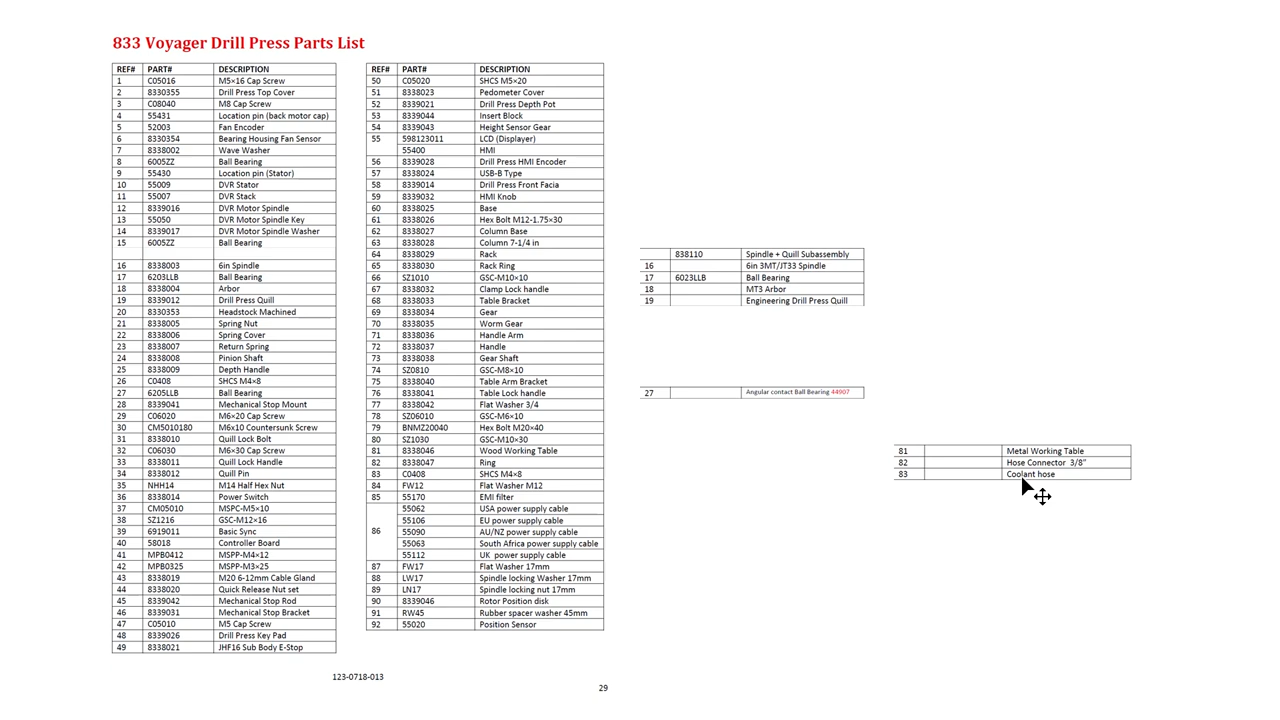 833 Voyager Drill Press Parts List
REF# PART# DESCRIPTION
1 C05016 M5×16 Cap Screw
2 8330355 Drill Press Top Cover
3 C08040 M8 Cap Screw
4 55431 Location pin (back motor cap)
5 52003 Fan Encoder
6 8330354 Bearing Housing Fan Sensor
7 8338002 Wave Washer
8 6005ZZ Ball Bearing
9 55430 Location pin (Stator)
10 55009 DVR Stator
11 55007 DVR Stack
12 8339016 DVR Motor Spindle
13 55050 DVR Motor Spindle Key
14 8339017 DVR Motor Spindle Washer
15 6005ZZ Ball Bearing
16 8338003 6in Spindle
17 6203LLB Ball Bearing
18 8338004 Arbor
19 8339012 Drill Press Quill
20 8330353 Headstock Machined
21 8338005 Spring Nut
22 8338006 Spring Cover
23 8338007 Return Spring
24 8338008 Pinion Shaft
25 8338009 Depth Handle
26 C0408 SHCS M4×8
27 6205LLB Ball Bearing
28 8339041 Mechanical Stop Mount
29 C06020 M6×20 Cap Screw
30 CM5010180 M6x10 Countersunk Screw
31 8338010 Quill Lock Bolt
32 C06030 M6×30 Cap Screw
33 8338011 Quill Lock Handle
34 8338012 Quill Pin
35 NHH14 M14 Half Hex Nut
36 8338014 Power Switch
37 CM05010 MSPC-M5×10
38 SZ1216 GSC-M12×16
39 6919011 Basic Sync
40 58018 Controller Board
41 MPB0412 MSPP-M4×12
42 MPB0325 MSPP-M3×25
43 8338019 M20 6-12mm Cable Gland
44 8338020 Quick Release Nut set
45 8339042 Mechanical Stop Rod
46 8339031 Mechanical Stop Bracket
47 C05010 M5 Cap Screw
48 8339026 Drill Press Key Pad
49 8338021 JHF16 Sub Body E-Stop
REF# PART# DESCRIPTION
50 C05020 SHCS M5×20
51 8338023 Pedometer Cover
52 8339021 Drill Press Depth Pot
53 8339044 Insert Block
54 8339043 Height Sensor Gear
55 598123011 LCD (Displayer)
55400 HMI
56 8339028 Drill Press HMI Encoder
57 8338024 USB-B Type
58 8339014 Drill Press Front Facia
59 8339032 HMI Knob
60 8338025 Base
61 8338026 Hex Bolt M12-1.75×30
62 8338027 Column Base
63 8338028 Column 7-1/4 in
64 8338029 Rack
65 8338030 Rack Ring
66 SZ1010 GSC-M10×10
67 8338032 Clamp Lock handle
68 8338033 Table Bracket
69 8338034 Gear
70 8338035 Worm Gear
71 8338036 Handle Arm
72 8338037 Handle
73 8338038 Gear Shaft
74 SZ0810 GSC-M8×10
75 8338040 Table Arm Bracket
76 8338041 Table Lock handle
77 8338042 Flat Washer 3/4
78 SZ06010 GSC-M6×10
79 BNMZ20040 Hex Bolt M20×40
80 SZ1030 GSC-M10×30
81 8338046 Wood Working Table
82 8338047 Ring
83 C0408 SHCS M4×8
84 FW12 Flat Washer M12
85 55170 EMI filter
86 55062 USA power supply cable
55106 EU power supply cable
55090 AU/NZ power supply cable
55063 South Africa power supply cable
55112 UK power supply cable
87 FW17 Flat Washer 17mm
88 LW17 Spindle locking Washer 17mm
89 LN17 Spindle locking nut 17mm
90 8339046 Rotor Position disk
91 RW45 Rubber spacer washer 45mm
92 55020 Position Sensor
838110 Spindle + Quill Subassembly
16 6in 3MT/JT33 Spindle
17 6023LLB Ball Bearing
18 MT3 Arbor
19 Engineering Drill Press Quill
27 Angular contact Ball Bearing 44907
81 Metal Working Table
82 Hose Connector 3/8"
83 Coolant hose
123-0718-013
29